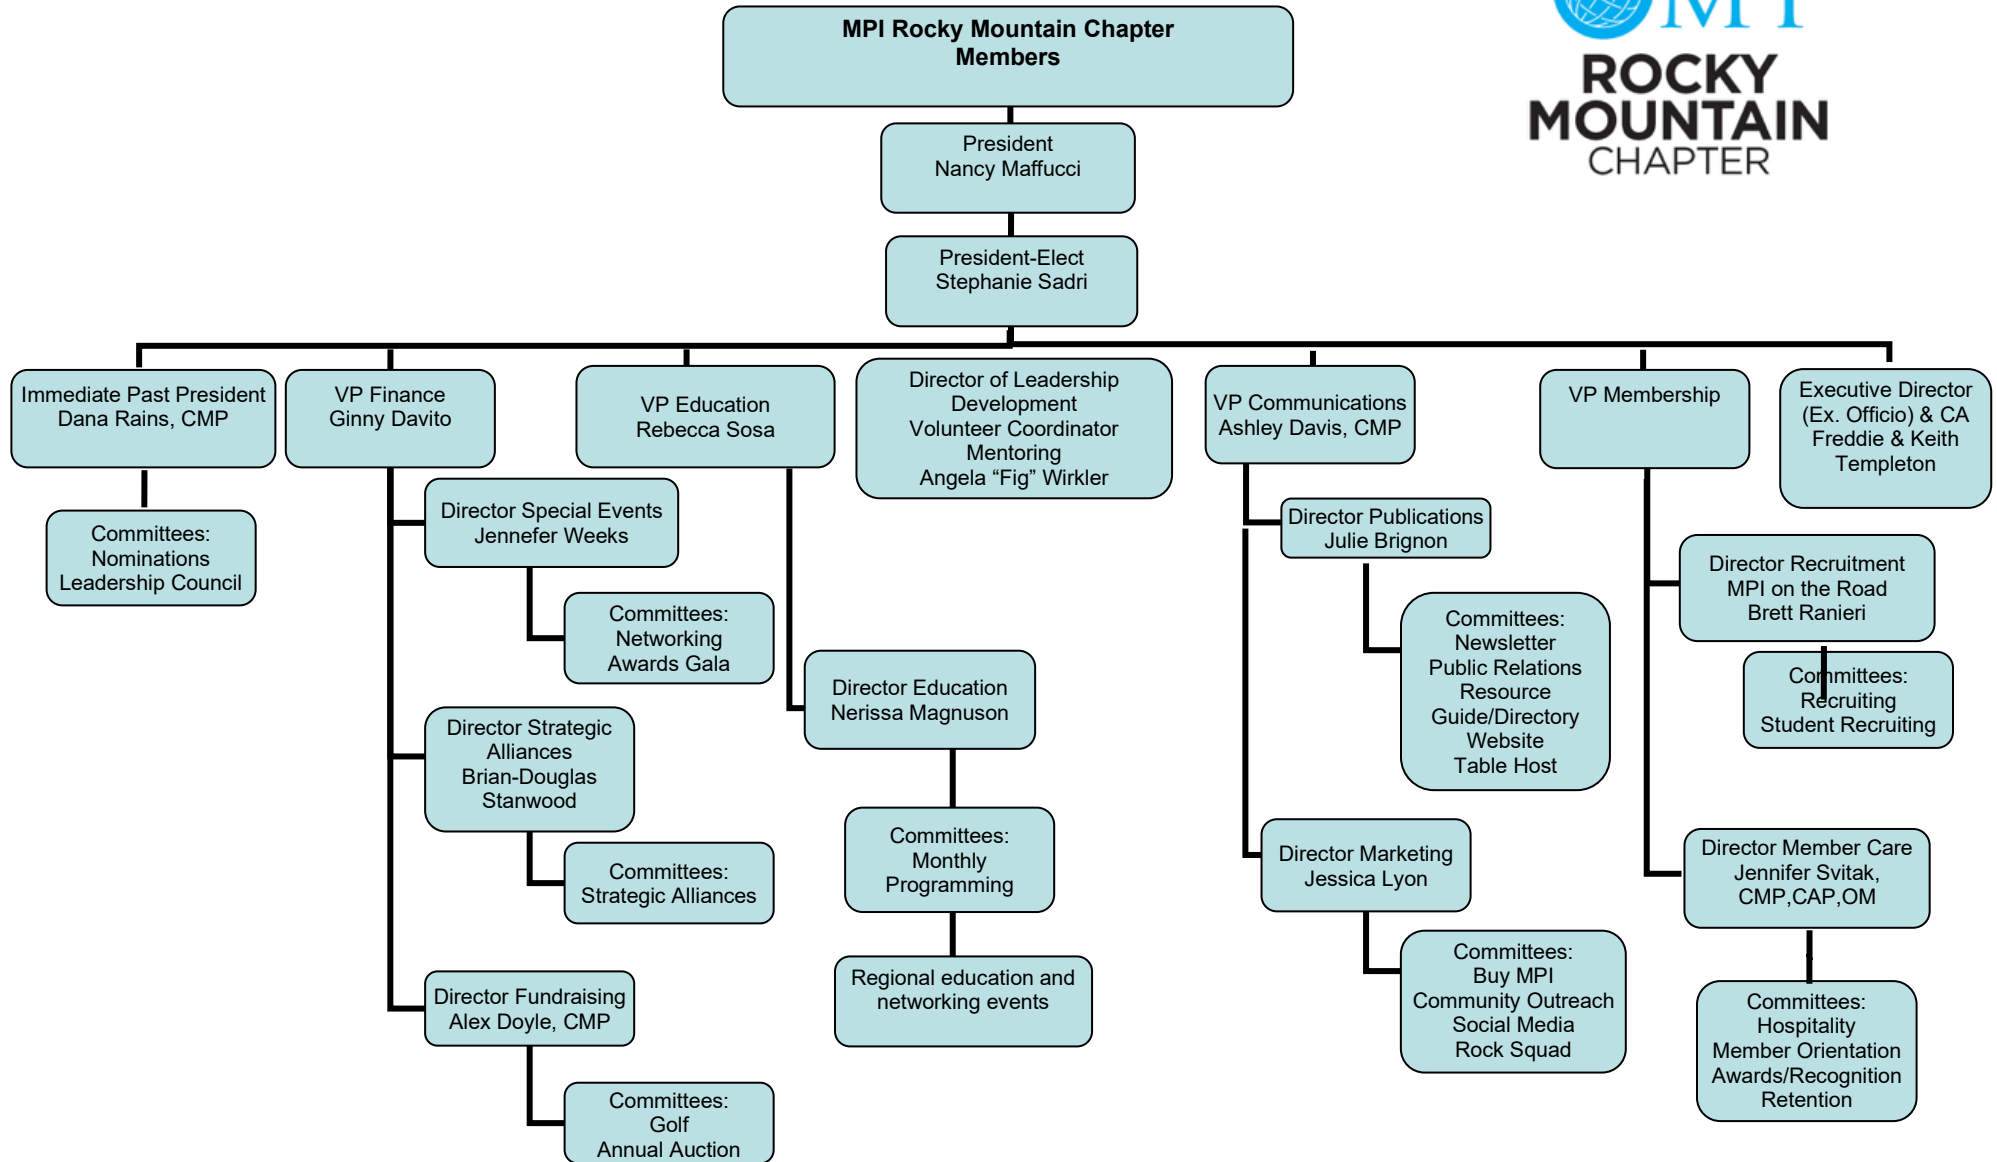 MPI Rocky Mountain Chapter
Members
MPI
ROCKY
MOUNTAIN
CHAPTER
President
Nancy Maffucci
President-Elect
Stephanie Sadri
Immediate Past President
Dana Rains, CMP
Committees:
Nominations
Leadership Council
VP Finance
Ginny Davito
Director Special Events
Jennefer Weeks
Committees:
Networking
Awards Gala
Director Strategic
Alliances
Brian-Douglas
Stanwood
Committees:
Strategic Alliances
Director Fundraising
Alex Doyle, CMP
Committees:
Golf
Annual Auction
VP Education
Rebecca Sosa
Director Education
Nerissa Magnuson
Committees:
Monthly
Programming
Regional education and
networking events
Director of Leadership
Development
Volunteer Coordinator
Mentoring
Angela “Fig” Wirkler
VP Communications
Ashley Davis, CMP
Director Publications
Julie Brignon
Committees:
Newsletter
Public Relations
Resource
Guide/Directory
Website
Table Host
Director Marketing
Jessica Lyon
Committees:
Buy MPI
Community Outreach
Social Media
Rock Squad
VP Membership
Director Recruitment
MPI on the Road
Brett Ranieri
Committees:
Recruiting
Student Recruiting
Director Member Care
Jennifer Svitak,
CMP,CAP,OM
Committees:
Hospitality
Member Orientation
Awards/Recognition
Retention
Executive Director
(Ex. Officio) & CA
Freddie & Keith
Templeton